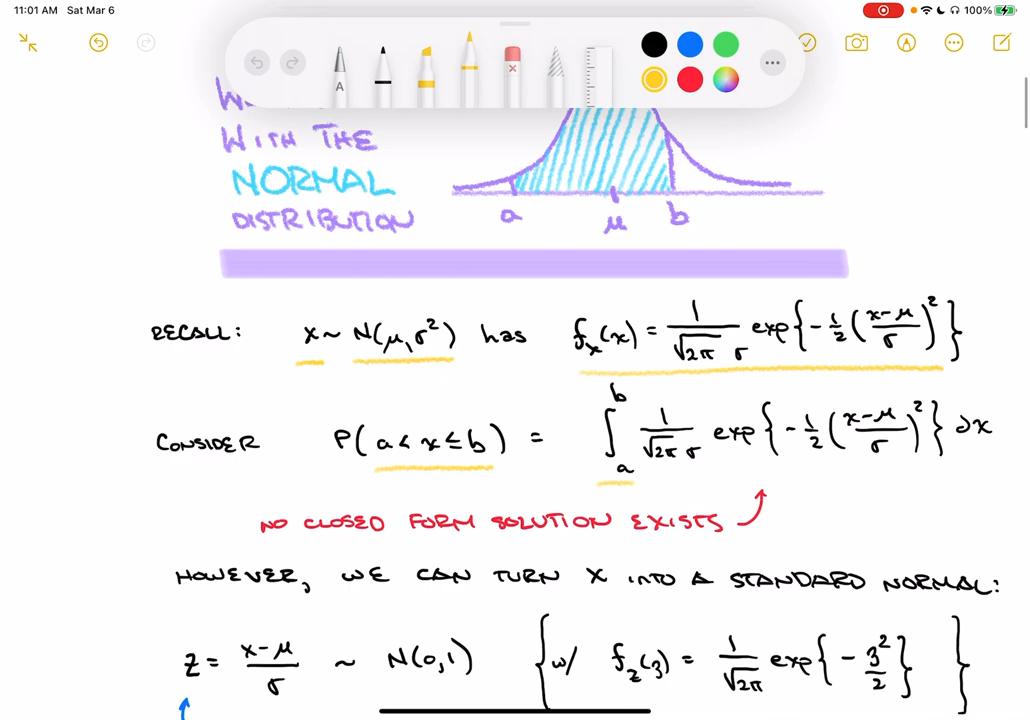 11:01 AM Sat Mar 6
100%
A
WITH THE
NORMAL
DISTRIBUTION
a μ b
RECALL: x ~ N(μ, σ²) has f_X(x) = 1/(√2π σ) exp{-1/2 ((x-μ)/σ)²}
CONSIDER P(a < x ≤ b) = ∫_a^b 1/(√2π σ) exp{-1/2 ((x-μ)/σ)²} ∂x
NO CLOSED FORM SOLUTION EXISTS
HOWEVER, WE CAN TURN X INTO A STANDARD NORMAL:
Z = (x-μ)/σ ~ N(0,1) {w/ f_Z(z) = 1/√2π exp{-z²/2}}